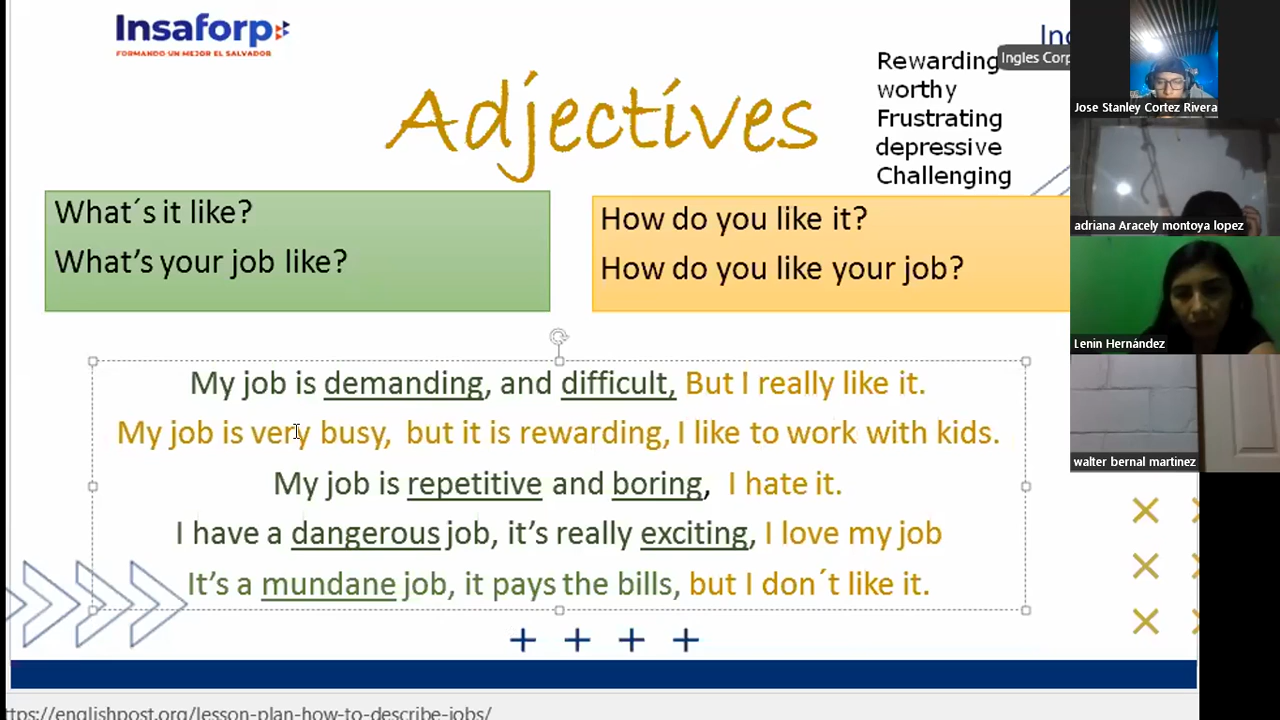 Insaforp
FORMANDO UN MEJOR EL SALVADOR
Adjectives
Rewarding
worthy
Frustrating
depressive
Challenging
Ingles Corp
What´s it like?
What's your job like?
How do you like it?
How do you like your job?
My job is demanding, and difficult, But I really like it.
My job is very busy, but it is rewarding, I like to work with kids.
My job is repetitive and boring, I hate it.
I have a dangerous job, it's really exciting, I love my job
It's a mundane job, it pays the bills, but I don´t like it.
ttps://englishpost.org/lesson-plan-how-to-describe-jobs/
Jose Stanley Cortez Rivera
adriana Aracely montoya lopez
Lenin Hernández
walter bernal martinez